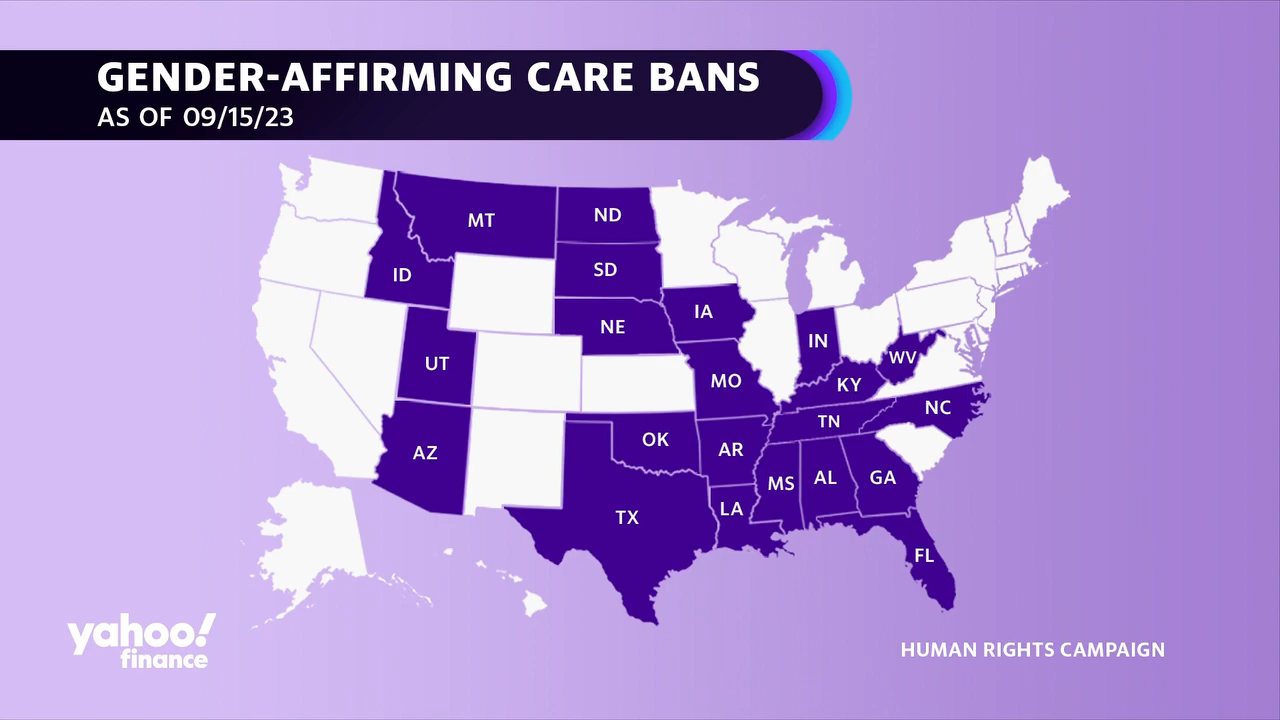 GENDER-AFFIRMING CARE BANS
AS OF 09/15/23
MT
ND
ID
SD
IA
NE
UT
IN
WV
MO
KY
NC
TN
AZ
OK
AR
MS
AL
GA
LA
TX
FL
yahoo!
finance
HUMAN RIGHTS CAMPAIGN